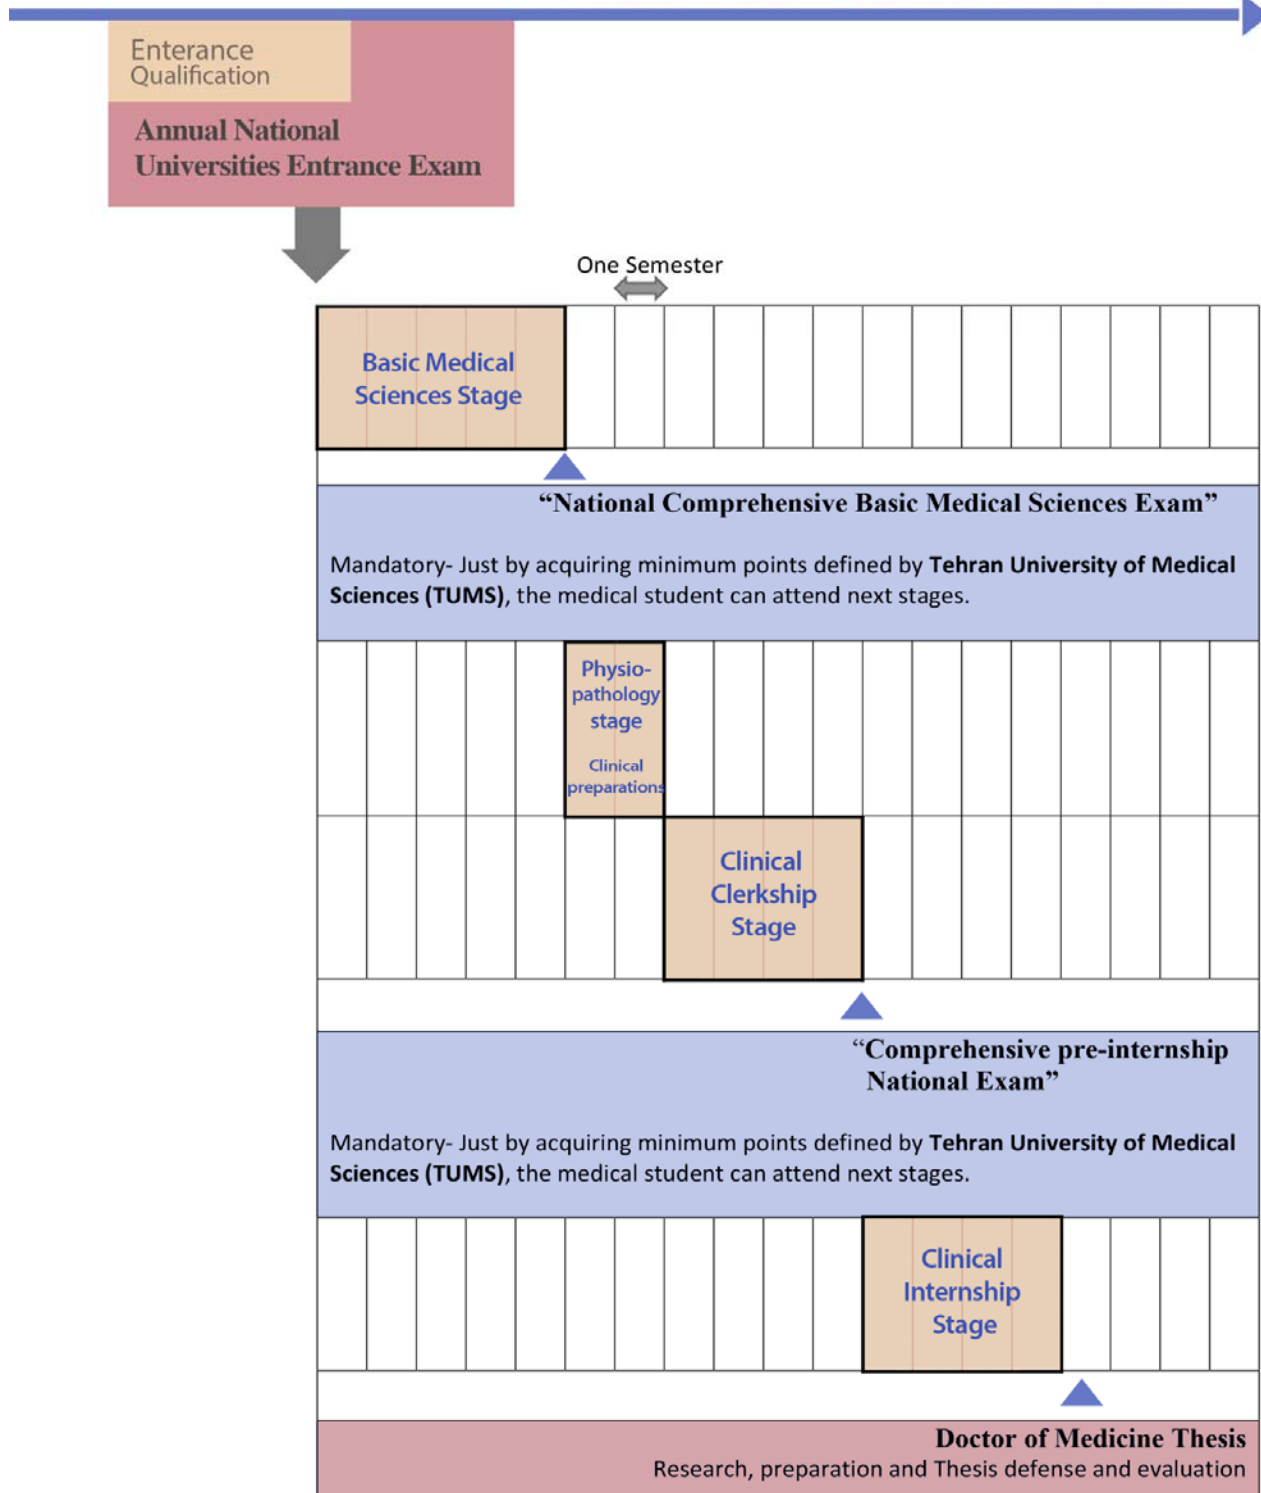 Enterance
Qualification
Annual National
Universities Entrance Exam
One Semester
Basic Medical
Sciences Stage
“National Comprehensive Basic Medical Sciences Exam”
Mandatory- Just by acquiring minimum points defined by Tehran University of Medical
Sciences (TUMS), the medical student can attend next stages.
Physio-
pathology
stage
Clinical
preparations
Clinical
Clerkship
Stage
“Comprehensive pre-internship
National Exam”
Mandatory- Just by acquiring minimum points defined by Tehran University of Medical
Sciences (TUMS), the medical student can attend next stages.
Clinical
Internship
Stage
Doctor of Medicine Thesis
Research, preparation and Thesis defense and evaluation